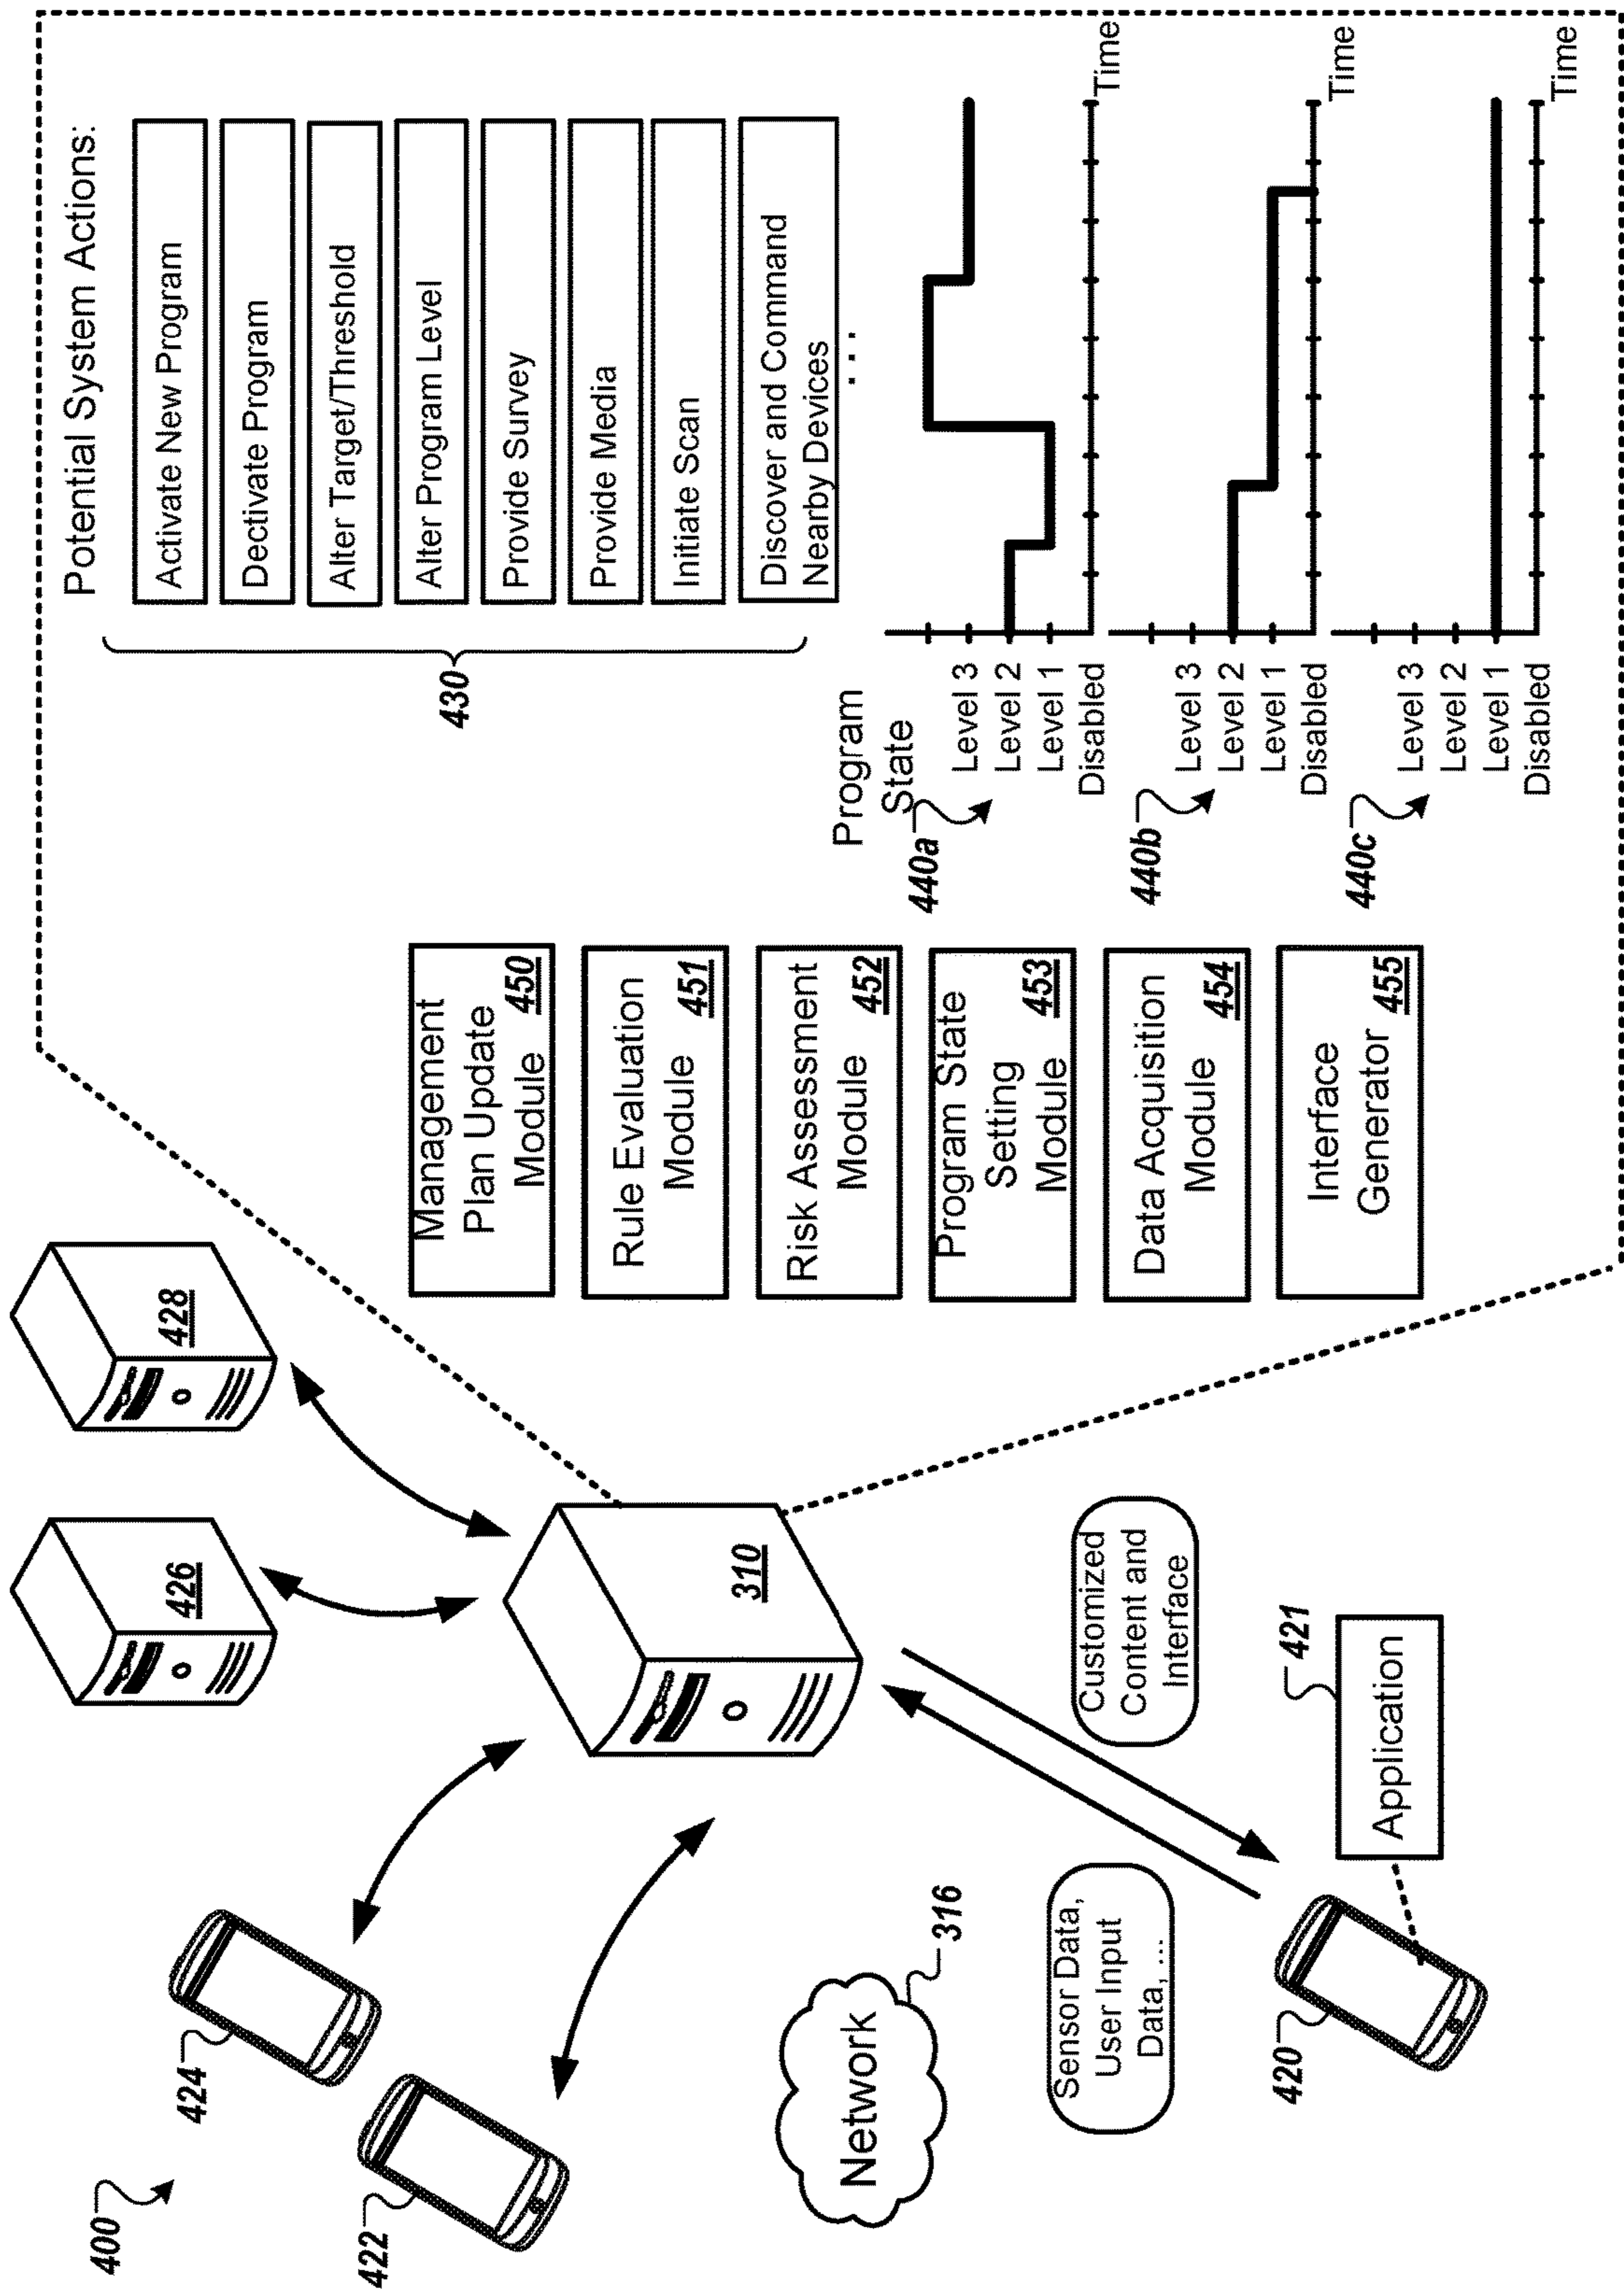 400
424
422
426
428
310
Network
316
Sensor Data,
User Input
Data, ...
Customized
Content and
Interface
420
421
Application
Management
Plan Update
Module
450
Rule Evaluation
Module
451
Risk Assessment
Module
452
Program State
Setting
Module
453
Data Acquisition
Module
454
Interface
Generator
455
Potential System Actions:
430
Activate New Program
Dectivate Program
Alter Target/Threshold
Alter Program Level
Provide Survey
Provide Media
Initiate Scan
Discover and Command
Nearby Devices
...
Program
State
440a
Level 3
Level 2
Level 1
Disabled
Time
440b
Level 3
Level 2
Level 1
Disabled
Time
440c
Level 3
Level 2
Level 1
Disabled
Time